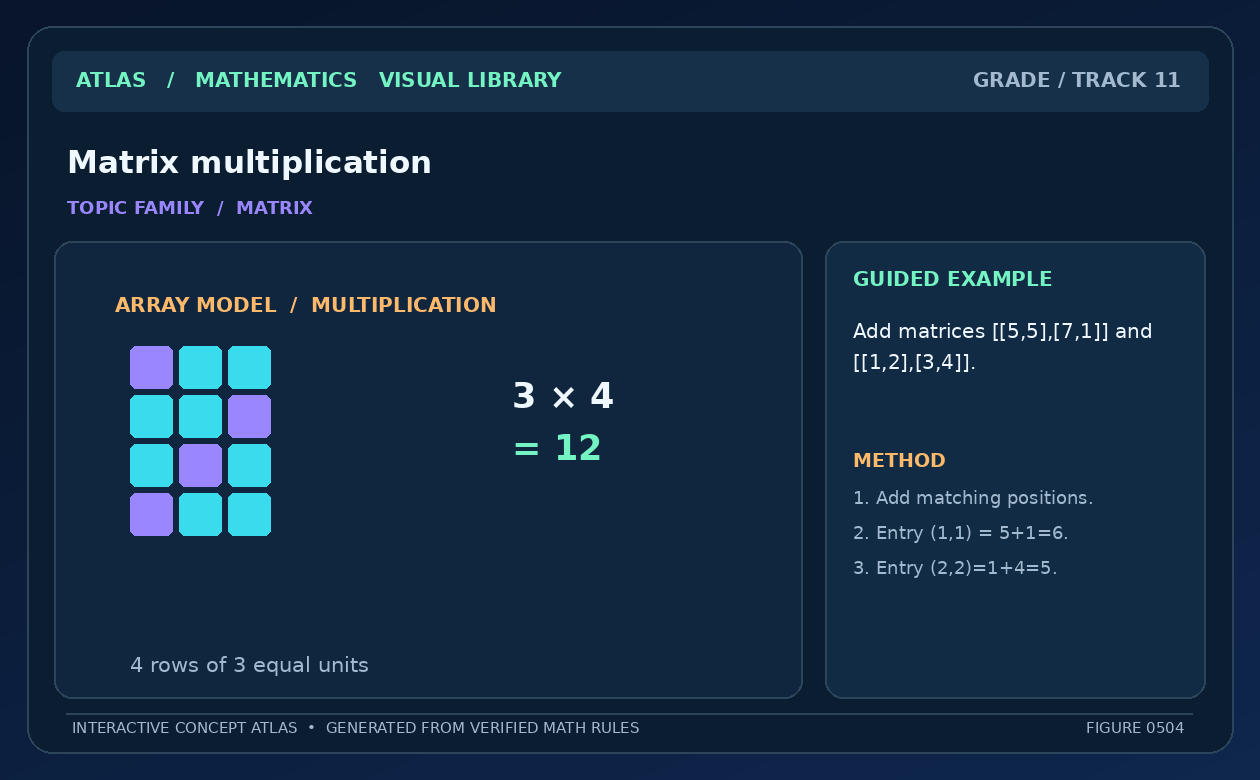 ATLAS / MATHEMATICS VISUAL LIBRARY
GRADE / TRACK 11
Matrix multiplication
TOPIC FAMILY / MATRIX
ARRAY MODEL / MULTIPLICATION
3 × 4
= 12
4 rows of 3 equal units
GUIDED EXAMPLE
Add matrices [[5,5],[7,1]] and
[[1,2],[3,4]].
METHOD
1. Add matching positions.
2. Entry (1,1) = 5+1=6.
3. Entry (2,2)=1+4=5.
INTERACTIVE CONCEPT ATLAS • GENERATED FROM VERIFIED MATH RULES
FIGURE 0504